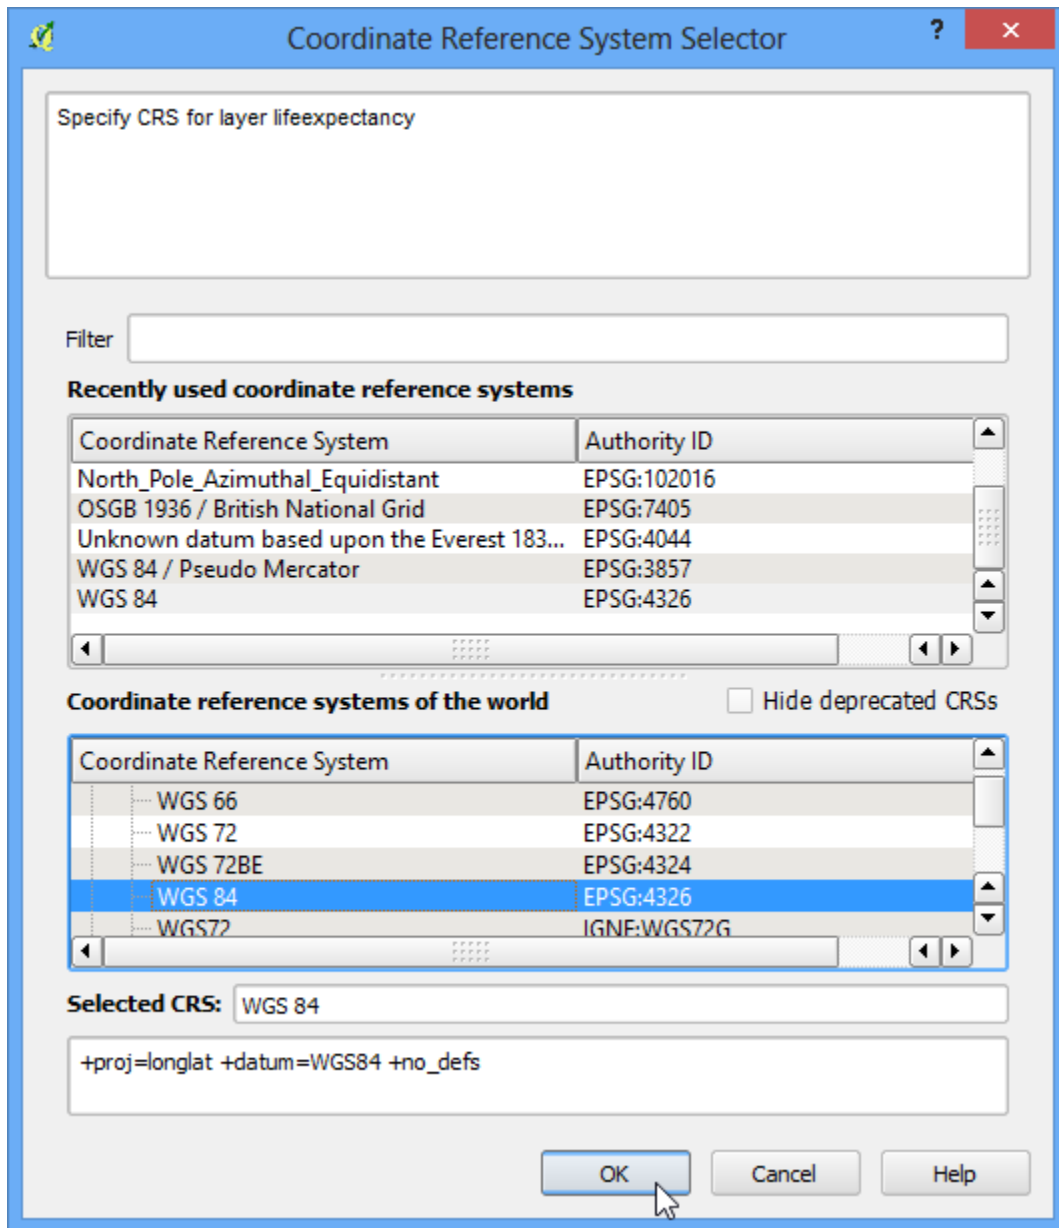 Coordinate Reference System Selector ?
Specify CRS for layer lifeexpectancy
Filter
Recently used coordinate reference systems
Coordinate Reference System Authority ID
North_Pole_Azimuthal_Equidistant EPSG:102016
OSGB 1936 / British National Grid EPSG:7405
Unknown datum based upon the Everest 183... EPSG:4044
WGS 84 / Pseudo Mercator EPSG:3857
WGS 84 EPSG:4326
Coordinate reference systems of the world Hide deprecated CRSs
Coordinate Reference System Authority ID
WGS 66 EPSG:4760
WGS 72 EPSG:4322
WGS 72BE EPSG:4324
WGS 84 EPSG:4326
WGS72 IGNF:WGS72G
Selected CRS: WGS 84
+proj=longlat +datum=WGS84 +no_defs
OK Cancel Help